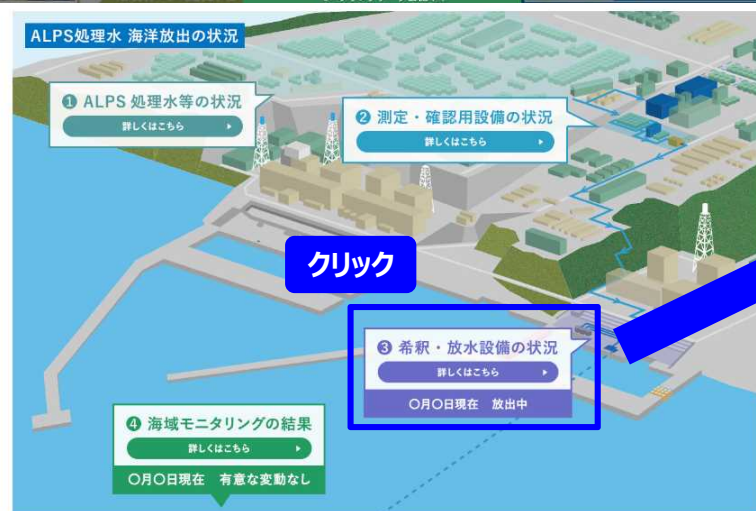 ALPS処理水 海洋放出の状況
❶ ALPS 処理水等の状況
詳しくはこちら
❷ 測定・確認用設備の状況
詳しくはこちら
クリック
❸ 希釈・放水設備の状況
詳しくはこちら
〇月〇日現在 放出中
❹ 海域モニタリングの結果
詳しくはこちら
〇月〇日現在 有意な変動なし